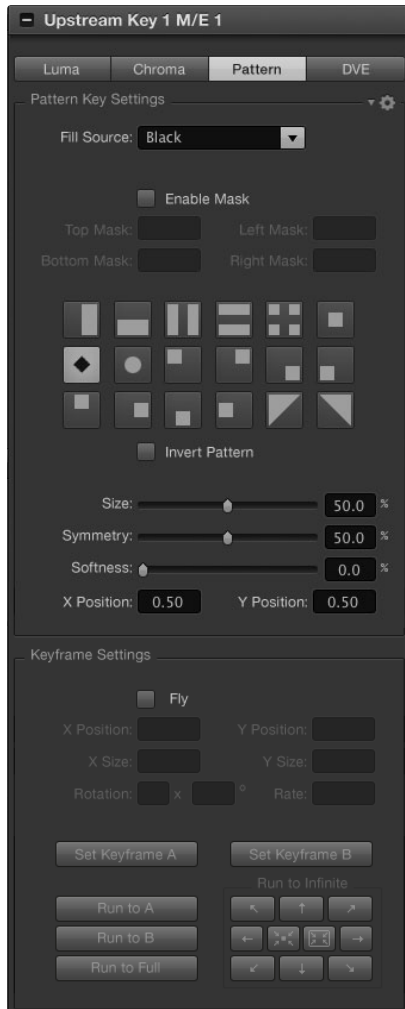 Upstream Key 1 M/E 1
Luma Chroma Pattern DVE
Pattern Key Settings
Fill Source: Black
Enable Mask
Top Mask: Left Mask:
Bottom Mask: Right Mask:
Invert Pattern
Size: 50.0 %
Symmetry: 50.0 %
Softness: 0.0 %
X Position: 0.50 Y Position: 0.50
Keyframe Settings
Fly
X Position: Y Position:
X Size: Y Size:
Rotation: x ° Rate:
Set Keyframe A Set Keyframe B
Run to Infinite
Run to A
Run to B
Run to Full